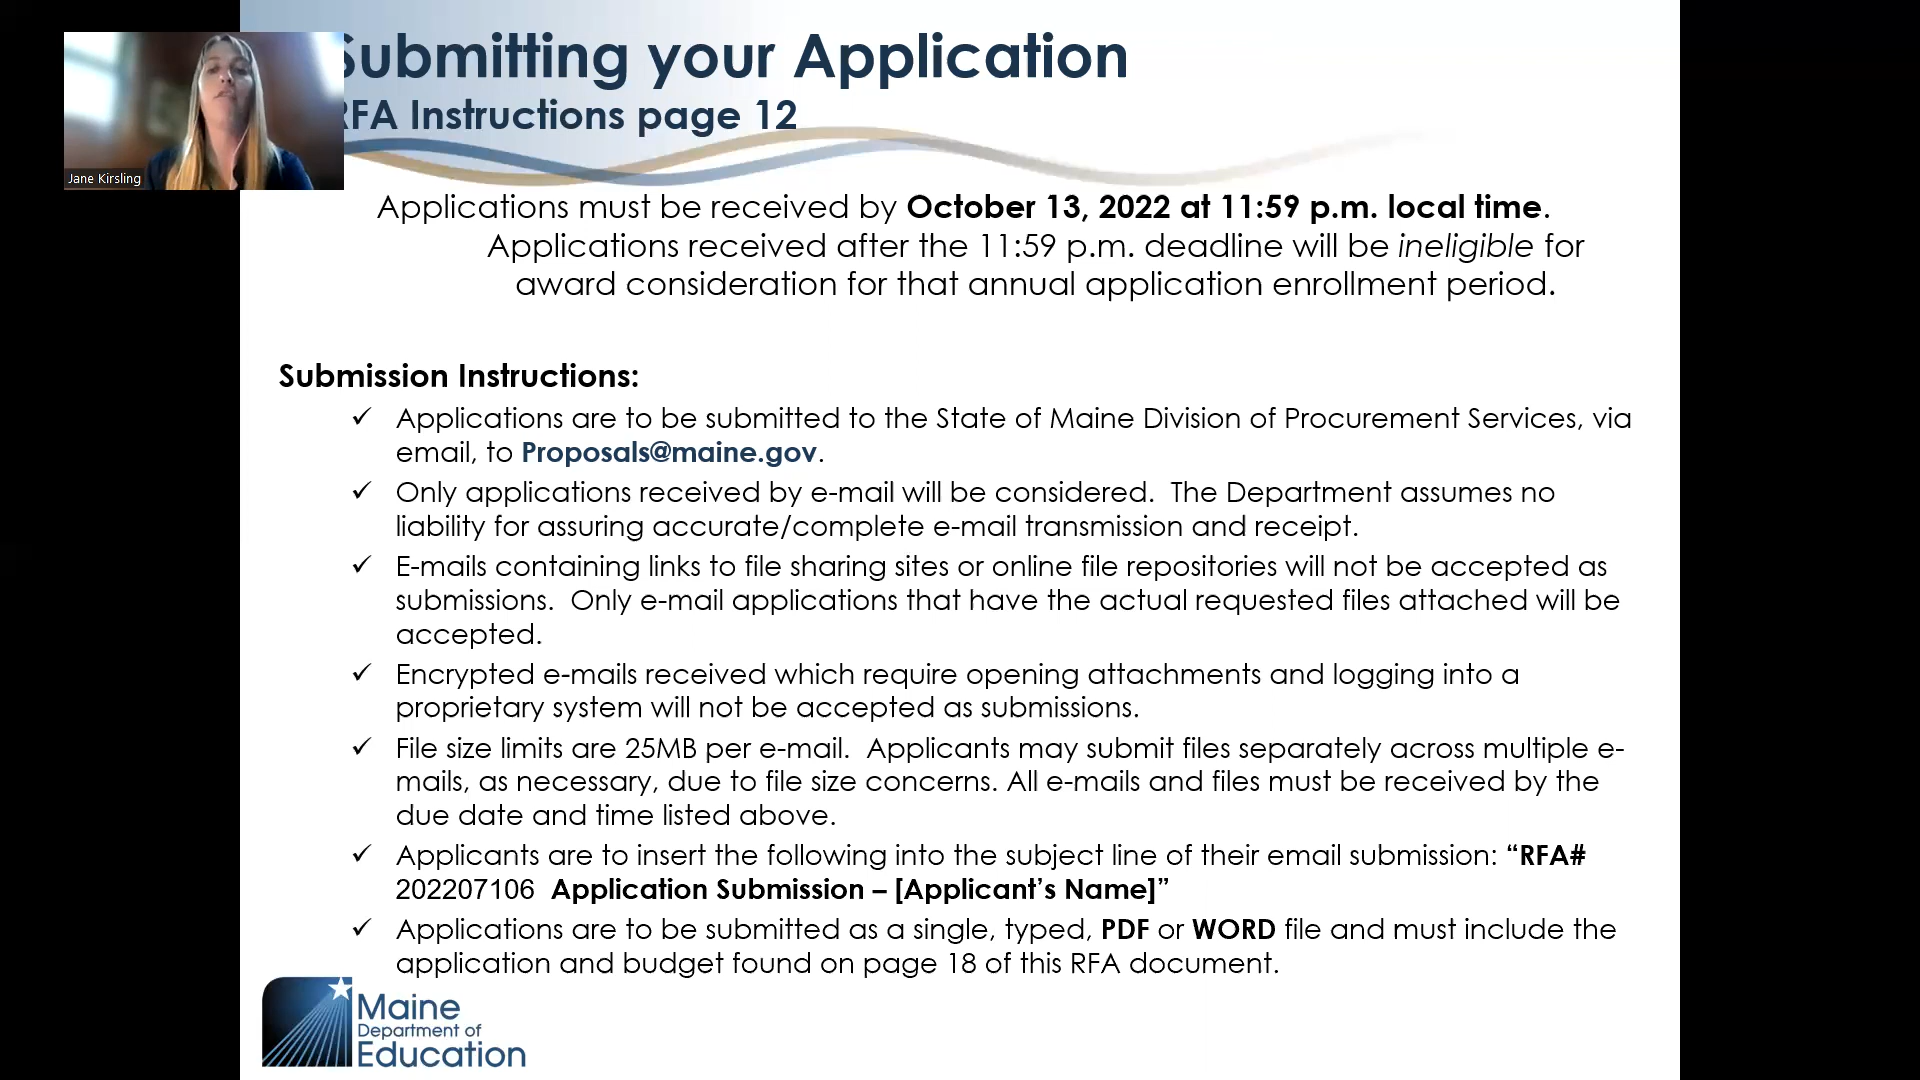 Submitting your Application
RFA Instructions page 12
Jane Kirsling
Applications must be received by October 13, 2022 at 11:59 p.m. local time.
Applications received after the 11:59 p.m. deadline will be ineligible for
award consideration for that annual application enrollment period.
Submission Instructions:
✓ Applications are to be submitted to the State of Maine Division of Procurement Services, via
email, to Proposals@maine.gov.
✓ Only applications received by e-mail will be considered.  The Department assumes no
liability for assuring accurate/complete e-mail transmission and receipt.
✓ E-mails containing links to file sharing sites or online file repositories will not be accepted as
submissions.  Only e-mail applications that have the actual requested files attached will be
accepted.
✓ Encrypted e-mails received which require opening attachments and logging into a
proprietary system will not be accepted as submissions.
✓ File size limits are 25MB per e-mail.  Applicants may submit files separately across multiple e-
mails, as necessary, due to file size concerns. All e-mails and files must be received by the
due date and time listed above.
✓ Applicants are to insert the following into the subject line of their email submission: “RFA#
202207106  Application Submission – [Applicant’s Name]”
✓ Applications are to be submitted as a single, typed, PDF or WORD file and must include the
application and budget found on page 18 of this RFA document.
Maine
Department of
Education